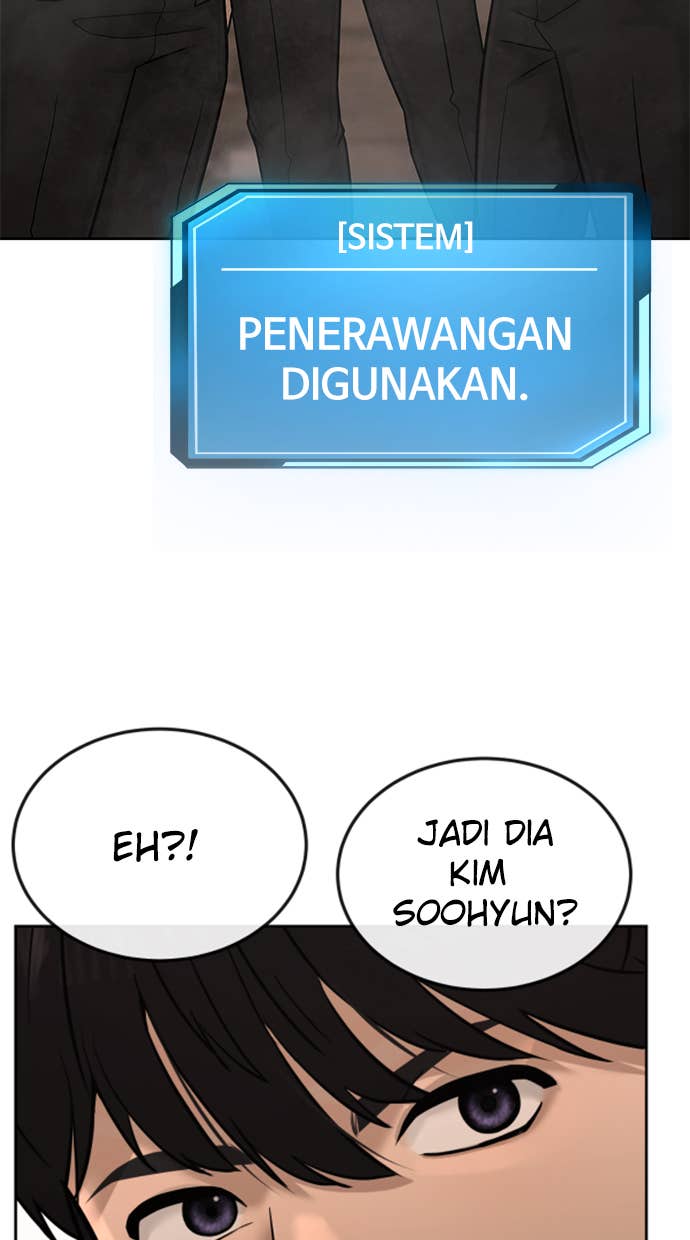 [SISTEM]
PENERAWANGAN
DIGUNAKAN.
EH?!
JADI DIA
KIM
SOOHYUN?